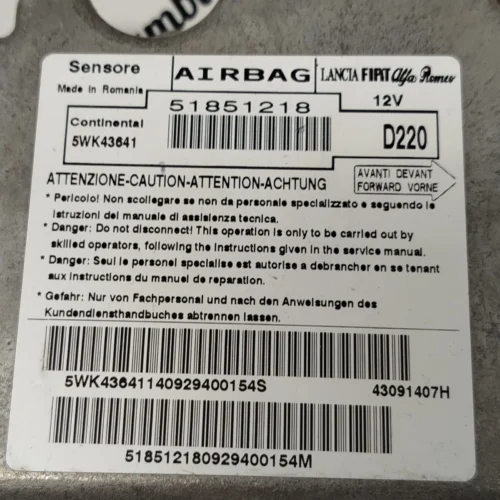 Sensore
AIRBAG
LANCIA FIAT Alfa Romeo
Made in Romania
51851218
12V
Continental
5WK43641
D220
ATTENZIONE-CAUTION-ATTENTION-ACHTUNG
AVANTI DEVANT
FORWARD VORNE
* Pericolo! Non scollegare se non da personale specializzato e seguendo le
istruzioni del manuale di assistenza tecnica.
* Danger: Do not disconnect! This operation is only to be carried out by
skilled operators, following the instructions given in the service manual.
* Danger: Seul le personel specialise est autorise a debrancher en se tenant
aux instructions du manuel de reparation.
* Gefahr: Nur von Fachpersonal und nach den Anweisungen des
Kundendiensthandbuches abtrennen lassen.
5WK43641140929400154S
43091407H
518512180929400154M